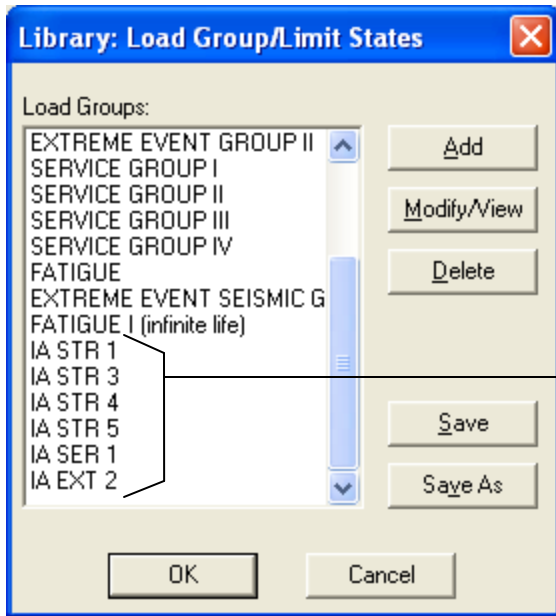 Library: Load Group/Limit States
Load Groups:
EXTREME EVENT GROUP II
SERVICE GROUP I
SERVICE GROUP II
SERVICE GROUP III
SERVICE GROUP IV
FATIGUE
EXTREME EVENT SEISMIC G
FATIGUE I (infinite life)
IA STR 1
IA STR 3
IA STR 4
IA STR 5
IA SER 1
IA EXT 2
Add
Modify/View
Delete
Save
Save As
OK
Cancel